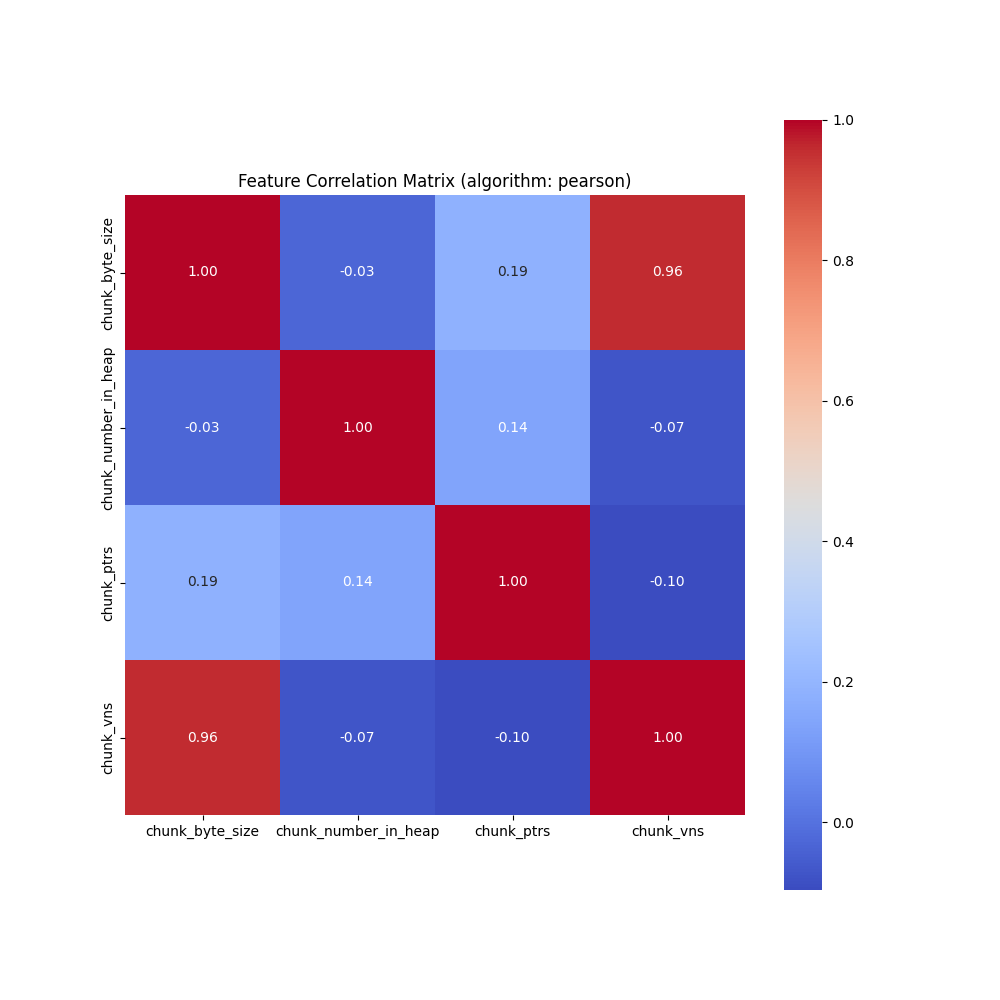 Feature Correlation Matrix (algorithm: pearson)
chunk_byte_size
1.00
-0.03
0.19
0.96
chunk_number_in_heap
-0.03
1.00
0.14
-0.07
chunk_ptrs
0.19
0.14
1.00
-0.10
chunk_vns
0.96
-0.07
-0.10
1.00
chunk_byte_size
chunk_number_in_heap
chunk_ptrs
chunk_vns
1.0
0.8
0.6
0.4
0.2
0.0